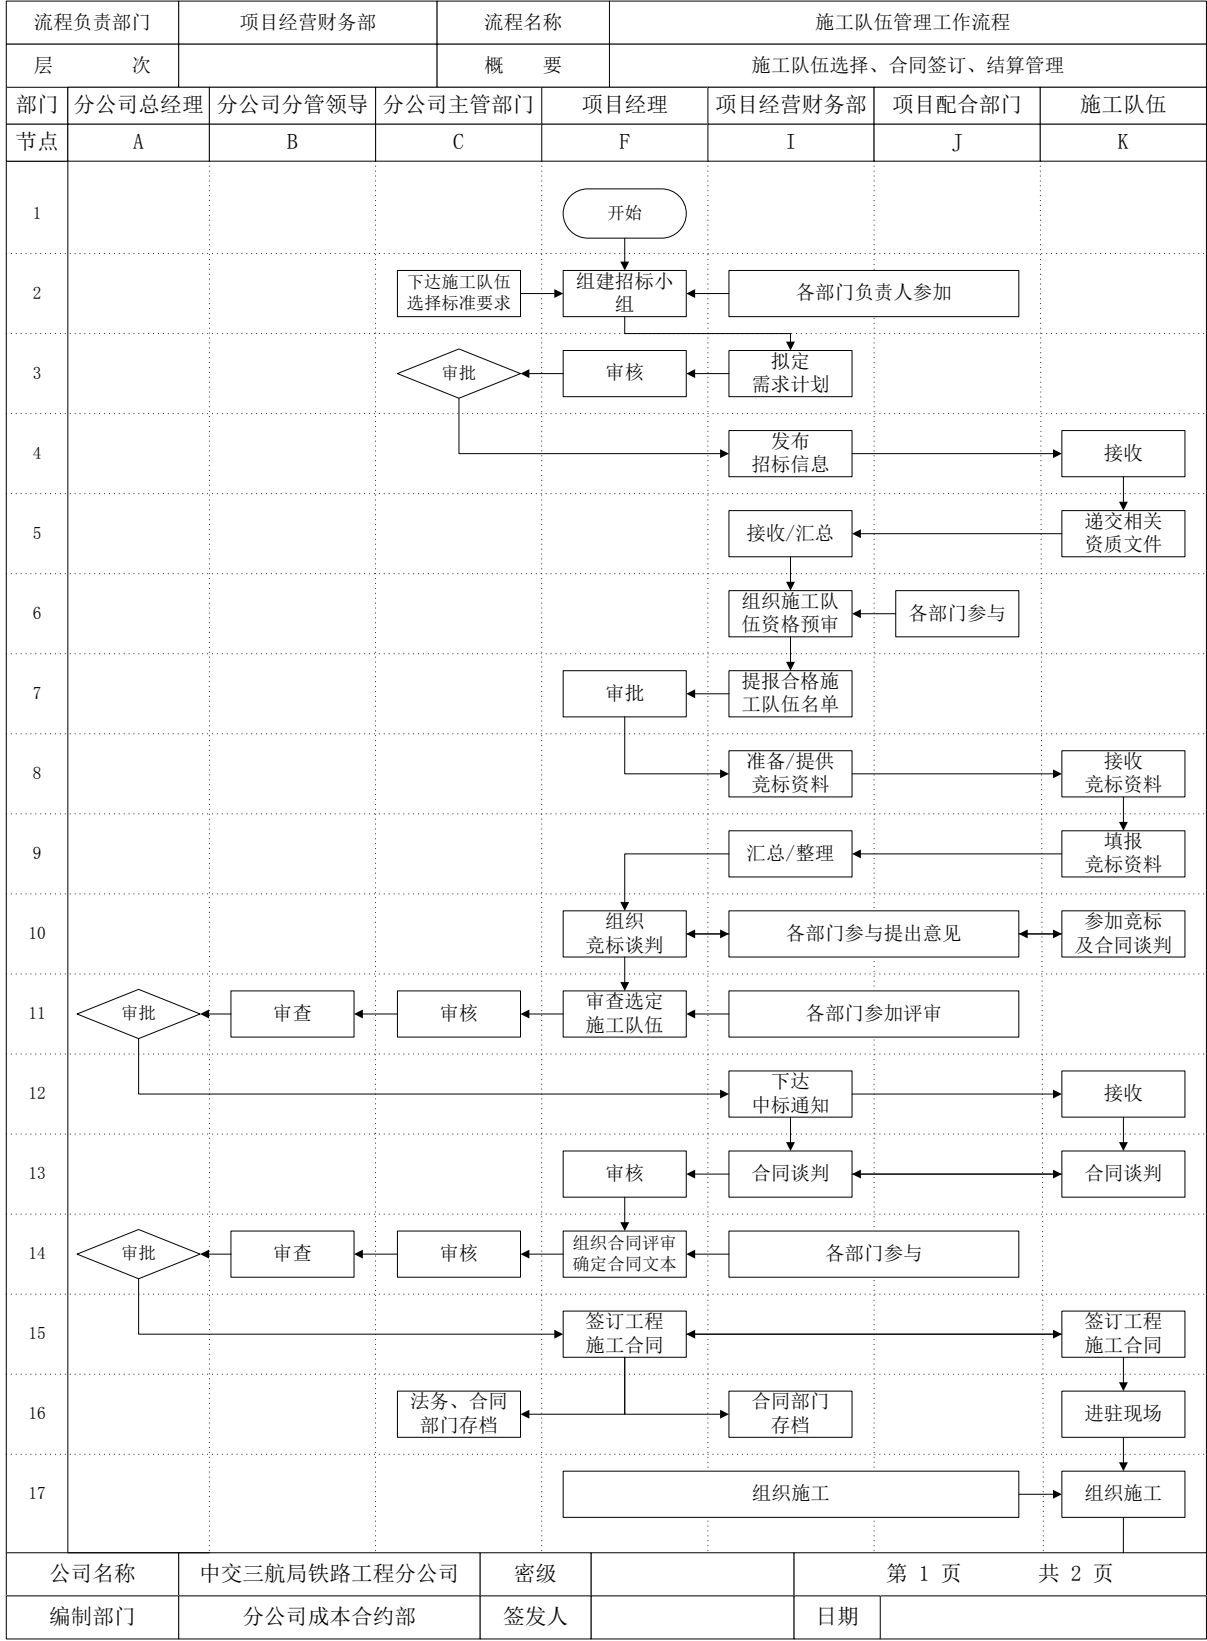 流程负责部门 项目经营财务部 流程名称 施工队伍管理工作流程
层 次 概 要 施工队伍选择、合同签订、结算管理
部门 分公司总经理 分公司分管领导 分公司主管部门 项目经理 项目经营财务部 项目配合部门 施工队伍
节点 A B C F I J K
1
开始
2
下达施工队伍
选择标准要求
组建招标小
组
各部门负责人参加
3
审批
审核
拟定
需求计划
4
发布
招标信息
接收
5
接收/汇总
递交相关
资质文件
6
组织施工队
伍资格预审
各部门参与
7
审批
提报合格施
工队伍名单
8
准备/提供
竞标资料
接收
竞标资料
9
汇总/整理
填报
竞标资料
10
组织
竞标谈判
各部门参与提出意见
参加竞标
及合同谈判
11
审批
审查
审核
审查选定
施工队伍
各部门参加评审
12
下达
中标通知
接收
13
审核
合同谈判
合同谈判
14
审批
审查
审核
组织合同评审
确定合同文本
各部门参与
15
签订工程
施工合同
签订工程
施工合同
16
法务、合同
部门存档
合同部门
存档
进驻现场
17
组织施工
组织施工
公司名称 中交三航局铁路工程分公司 密级 第 1 页 共 2 页
编制部门 分公司成本合约部 签发人 日期